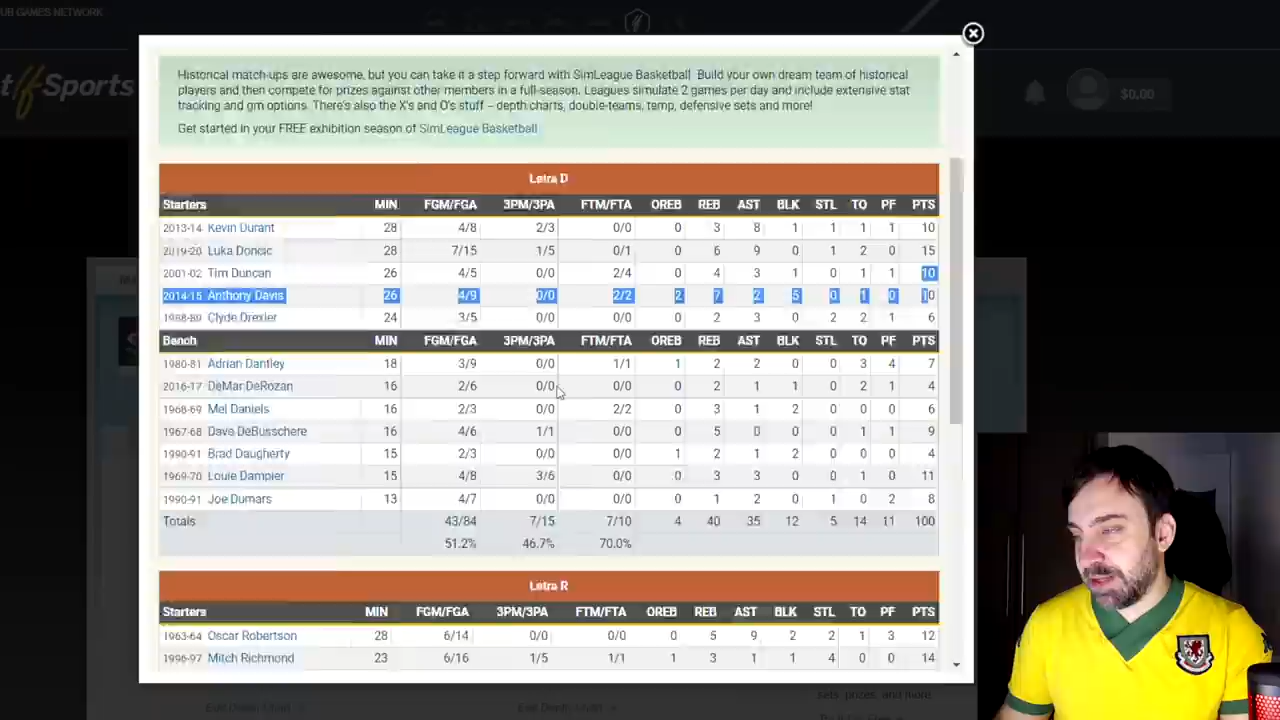 UB GAMES NETWORK
tffSports
$0.00
Historical match-ups are awesome, but you can take it a step forward with SimLeague Basketball. Build your own dream team of historical
players and then compete for prizes against other members in a full-season. Leagues simulate 2 games per day and include extensive stat
tracking and gm options. There's also the X's and O's stuff – depth charts, double-teams, temp, defensive sets and more!
Get started in your FREE exhibition season of SimLeague Basketball
Letra D
Starters MIN FGM/FGA 3PM/3PA FTM/FTA OREB REB AST BLK STL TO PF PTS
2013-14 Kevin Durant 28 4/8 2/3 0/0 0 3 8 1 1 1 1 10
2019-20 Luka Doncic 28 7/15 1/5 0/1 0 6 9 0 1 2 0 15
2001-02 Tim Duncan 26 4/5 0/0 2/4 0 4 3 1 0 1 1 10
2014-15 Anthony Davis 26 4/9 0/0 2/2 2 7 2 5 0 1 0 10
1988-89 Clyde Drexler 24 3/5 0/0 0/0 0 2 3 0 2 2 1 6
Bench MIN FGM/FGA 3PM/3PA FTM/FTA OREB REB AST BLK STL TO PF PTS
1980-81 Adrian Dantley 18 3/9 0/0 1/1 1 2 2 0 0 3 4 7
2016-17 DeMar DeRozan 16 2/6 0/0 0/0 0 2 1 1 0 2 1 4
1968-69 Mel Daniels 16 2/3 0/0 2/2 0 3 1 2 0 0 0 6
1967-68 Dave DeBusschere 16 4/6 1/1 0/0 0 5 0 0 0 1 1 9
1990-91 Brad Daugherty 15 2/3 0/0 0/0 1 2 1 2 0 0 0 4
1969-70 Louie Dampier 15 4/8 3/6 0/0 0 3 3 0 0 1 0 11
1990-91 Joe Dumars 13 4/7 0/0 0/0 0 1 2 0 1 0 2 8
Totals 43/84 7/15 7/10 4 40 35 12 5 14 11 100
51.2% 46.7% 70.0%
Letra R
Starters MIN FGM/FGA 3PM/3PA FTM/FTA OREB REB AST BLK STL TO PF PTS
1963-64 Oscar Robertson 28 6/14 0/0 0/0 0 5 9 2 2 1 3 12
1996-97 Mitch Richmond 23 6/16 1/5 1/1 1 3 1 1 4 0 0 14
sets, prizes, and more.